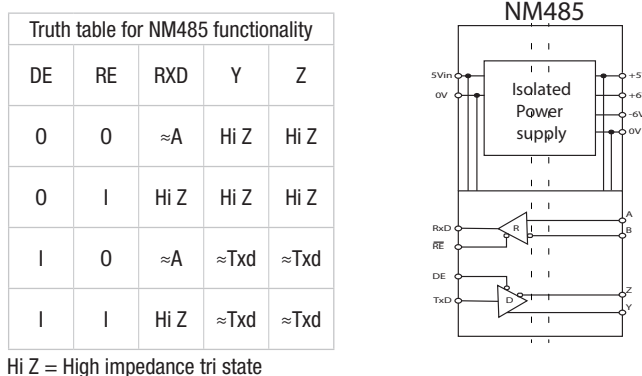 Truth table for NM485 functionality
DE RE RXD Y Z
0 0 ≈A Hi Z Hi Z
0 I Hi Z Hi Z Hi Z
I 0 ≈A ≈Txd ≈Txd
I I Hi Z ≈Txd ≈Txd
Hi Z = High impedance tri state
NM485
5Vin
0V
Isolated
Power
supply
+5
+6
-6V
0V
RxD
RE
R
A
B
DE
TxD
D
Z
Y